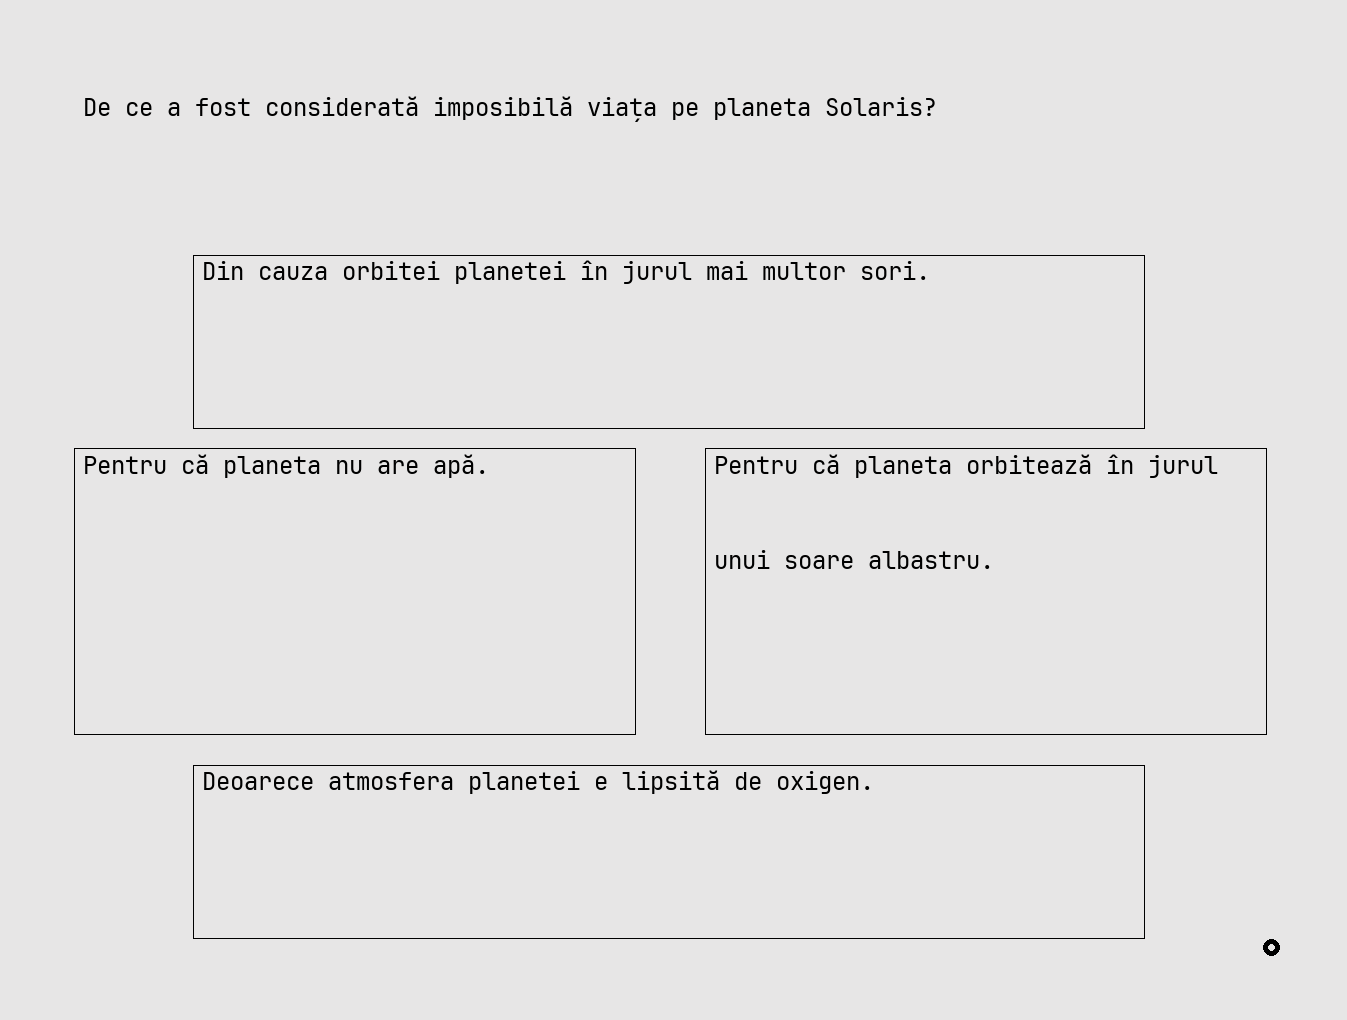 De ce a fost considerată imposibilă viața pe planeta Solaris?
Din cauza orbitei planetei în jurul mai multor sori.
Pentru că planeta nu are apă.
Pentru că planeta orbitează în jurul
unui soare albastru.
Deoarece atmosfera planetei e lipsită de oxigen.